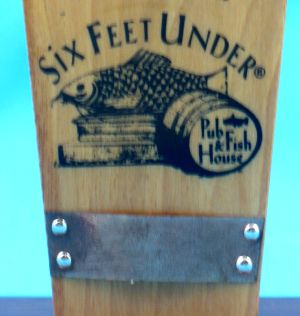 SIX FEET UNDER®
Pub
& Fish
House